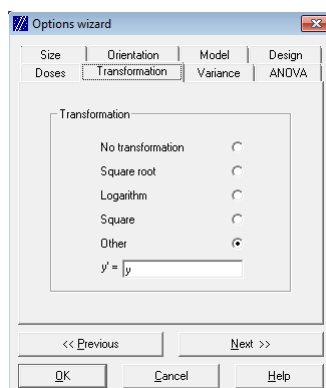 Options wizard
Size Orientation Model Design
Doses Transformation Variance ANOVA
Transformation
No transformation
Square root
Logarithm
Square
Other
y' = y
<< Previous Next >>
OK Cancel Help